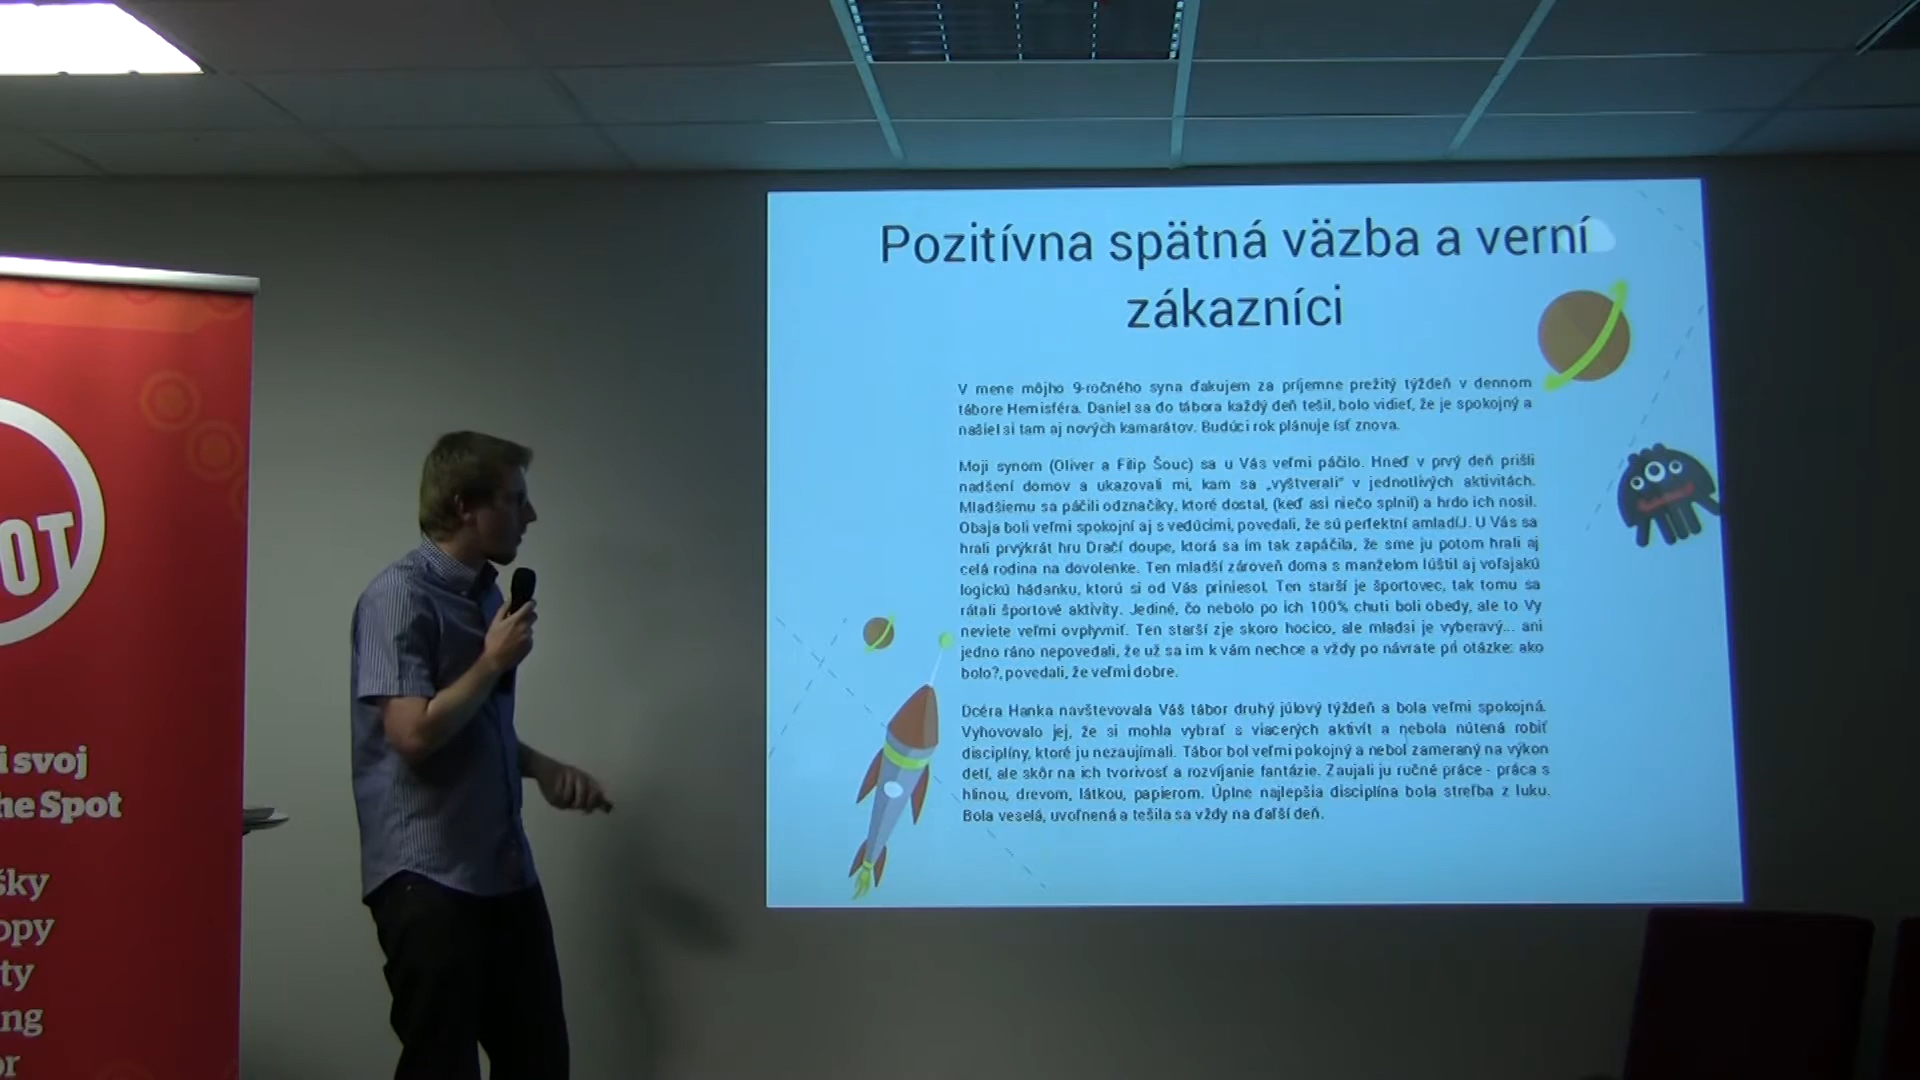 Pozitívna spätná väzba a verní
zákazníci
V mene môjho 9-ročného syna ďakujem za príjemne prežitý týždeň v dennom
tábore Hemisféra. Daniel sa do tábora každý deň tešil, bolo vidieť, že je spokojný a
našiel si tam aj nových kamarátov. Budúci rok plánuje ísť znova.
Moji synom (Oliver a Filip Šouc) sa u Vás veľmi páčilo. Hneď v prvý deň prišli
nadšení domov a ukazovali mi, kam sa „vyštverali“ v jednotlivých aktivitách.
Mladšiemu sa páčili odznačiky, ktoré dostal, (keď asi niečo splnil) a hrdo ich nosil.
Obaja boli veľmi spokojní aj s vedúcimi, povedali, že sú perfektní amladíJ. U Vás sa
hrali prvýkrát hru Dračí doupe, ktorá sa im tak zapáčila, že sme ju potom hrali aj
celá rodina na dovolenke. Ten mladší zároveň doma s manželom lúštil aj voľajakú
logickú hádanku, ktorú si od Vás priniesol. Ten starší je športovec, tak tomu sa
rátali športové aktivity. Jediné, čo nebolo po ich 100% chuti boli obedy, ale to Vy
neviete veľmi ovplyvniť. Ten starší zje skoro hocico, ale mladsi je vyberavý... ani
jedno ráno nepovedali, že už sa im k vám nechce a vždy po návrate pri otázke: ako
bolo?, povedali, že veľmi dobre.
Dcéra Hanka navštevovala Váš tábor druhý júlový týždeň a bola veľmi spokojná.
Vyhovovalo jej, že si mohla vybrať s viacerých aktivít a nebola nútená robiť
disciplíny, ktoré ju nezaujímali. Tábor bol veľmi pokojný a nebol zameraný na výkon
detí, ale skôr na ich tvorivosť a rozvíjanie fantázie. Zaujali ju ručné práce - práca s
hlinou, drevom, látkou, papierom. Úplne najlepšia disciplína bola streľba z luku.
Bola veselá, uvoľnená a tešila sa vždy na ďalší deň.
OT
i svoj
he Spot
šky
opy
ty
ng
or